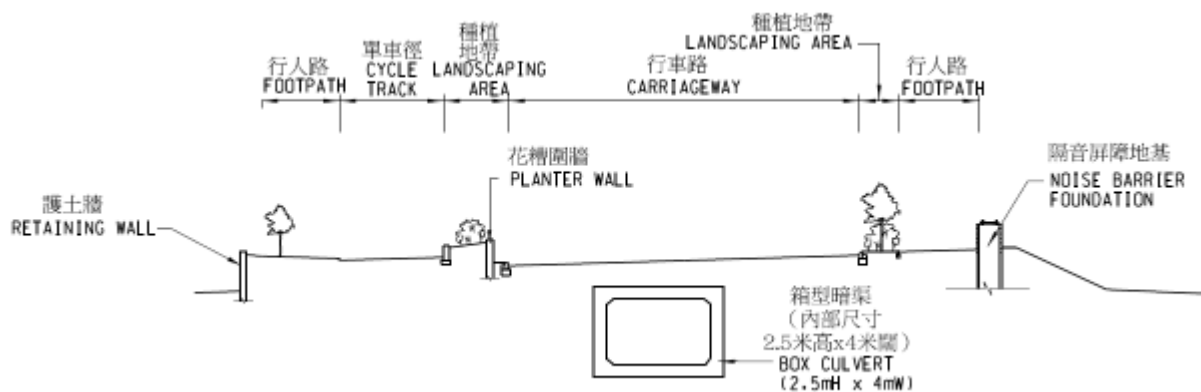 種植地帶
LANDSCAPING AREA
種植
地帶
LANDSCAPING
AREA
單車徑
CYCLE
TRACK
行人路
FOOTPATH
行車路
CARRIAGEWAY
行人路
FOOTPATH
花糟圍牆
PLANTER WALL
隔音屏障地基
NOISE BARRIER
FOUNDATION
護土牆
RETAINING WALL
箱型暗渠
(內部尺寸
2.5米高x4米闊)
BOX CULVERT
(2.5mH x 4mW)